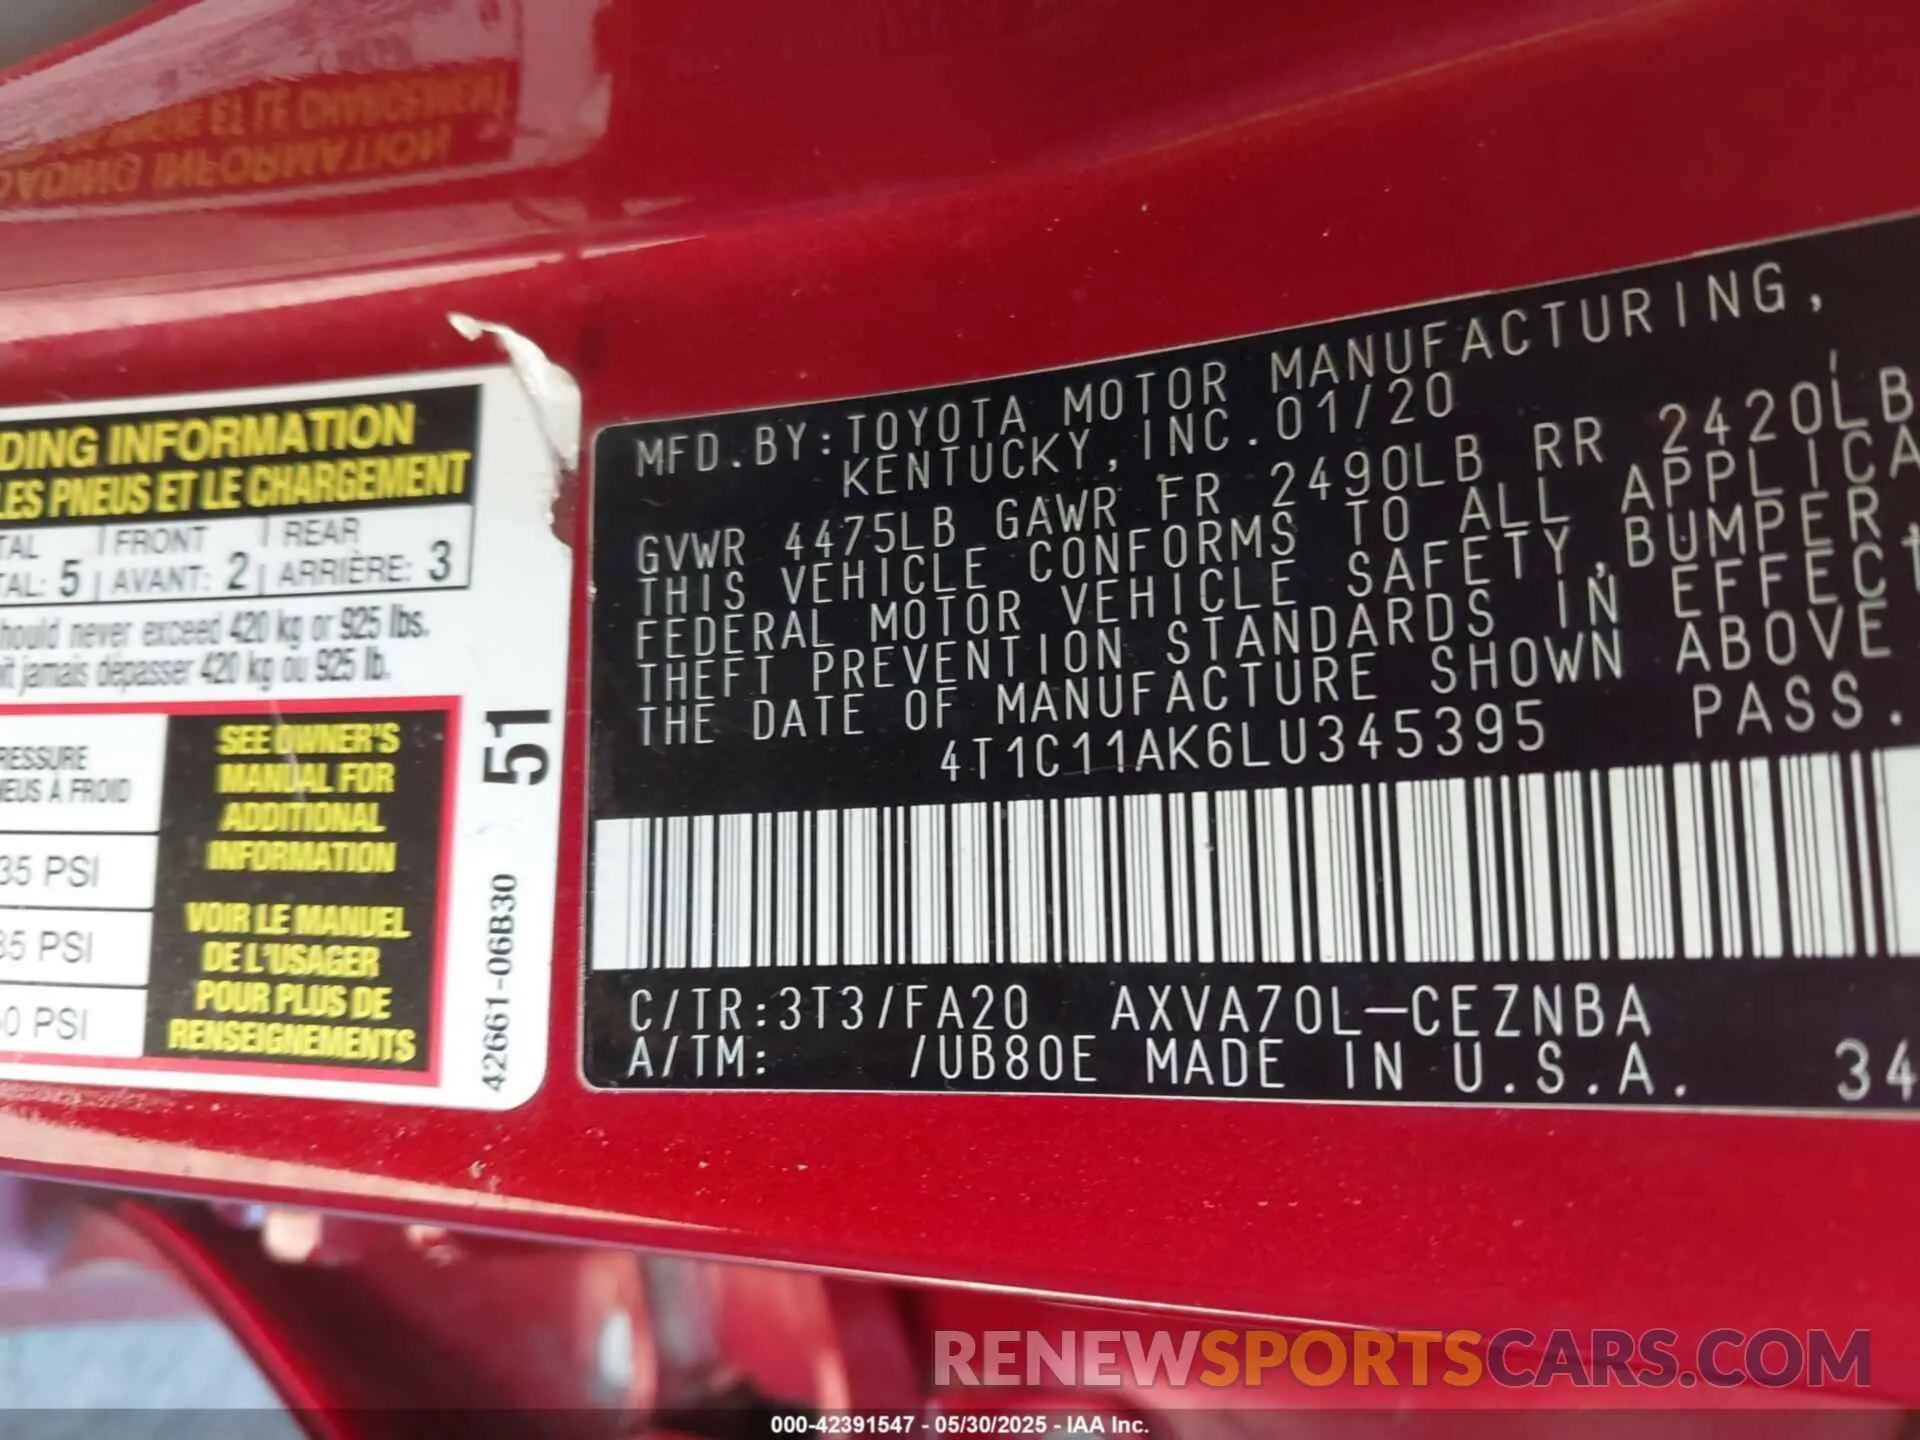 DING INFORMATION
LES PNEUS ET LE CHARGEMENT
TAL | FRONT | REAR
TAL: 5 | AVANT: 2 | ARRIÈRE: 3
hould never exceed 420 kg or 925 lbs.
it jamais dépasser 420 kg ou 925 lb.
RESSURE
NEUS À FROID
35 PSI
35 PSI
0 PSI
SEE OWNER'S
MANUAL FOR
ADDITIONAL
INFORMATION
VOIR LE MANUEL
DE L'USAGER
POUR PLUS DE
RENSEIGNEMENTS
51
42661-06B30
MFD.BY:TOYOTA MOTOR MANUFACTURING,
KENTUCKY,INC.01/20
GVWR 4475LB GAWR FR 2490LB RR 2420LB
THIS VEHICLE CONFORMS TO ALL APPLICA
FEDERAL MOTOR VEHICLE SAFETY,BUMPER,
THEFT PREVENTION STANDARDS IN EFFECT
THE DATE OF MANUFACTURE SHOWN ABOVE
4T1C11AK6LU345395 PASS.
C/TR:3T3/FA20 AXVA70L-CEZNBA
A/TM: /UB80E MADE IN U.S.A. 34
RENEWSPORTSCARS.COM
000-42391547 - 05/30/2025 - IAA Inc.